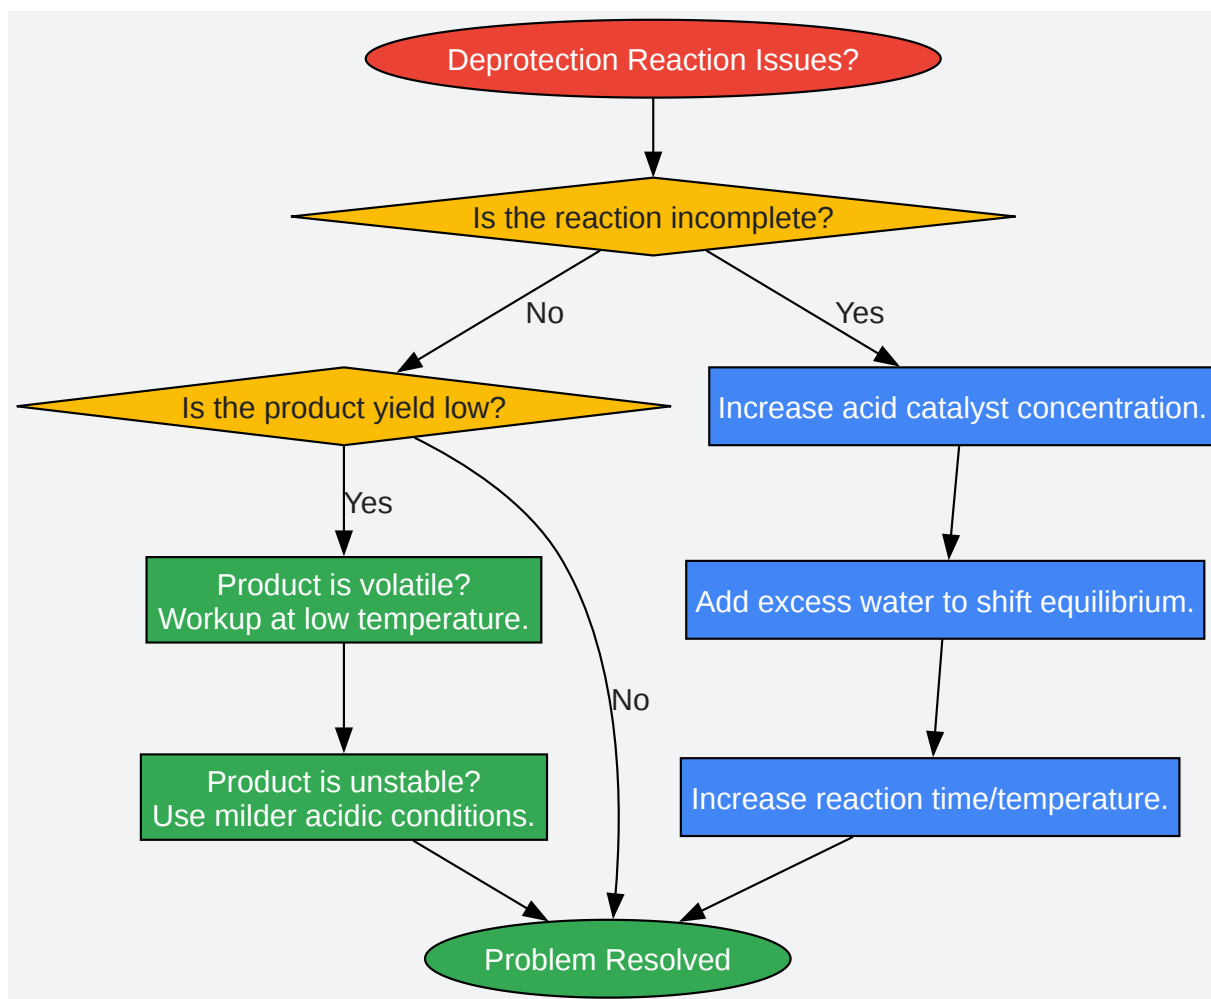 Deprotection Reaction Issues?
Is the reaction incomplete?
No
Yes
Is the product yield low?
Increase acid catalyst concentration.
Yes
Product is volatile?
Workup at low temperature.
Add excess water to shift equilibrium.
No
Product is unstable?
Use milder acidic conditions.
Increase reaction time/temperature.
Problem Resolved